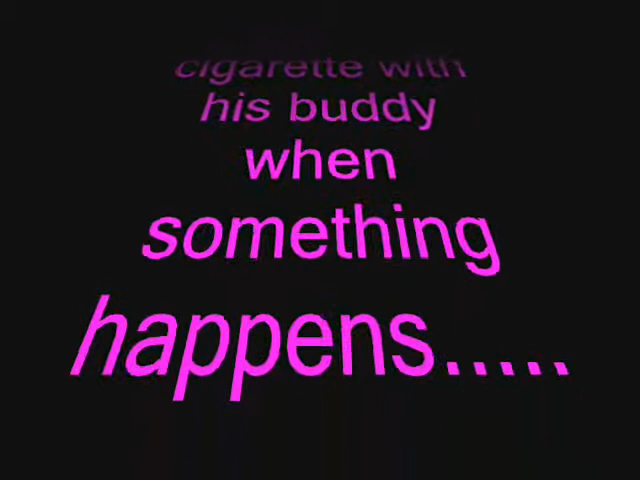 cigarette with
his buddy
when
something
happens.....